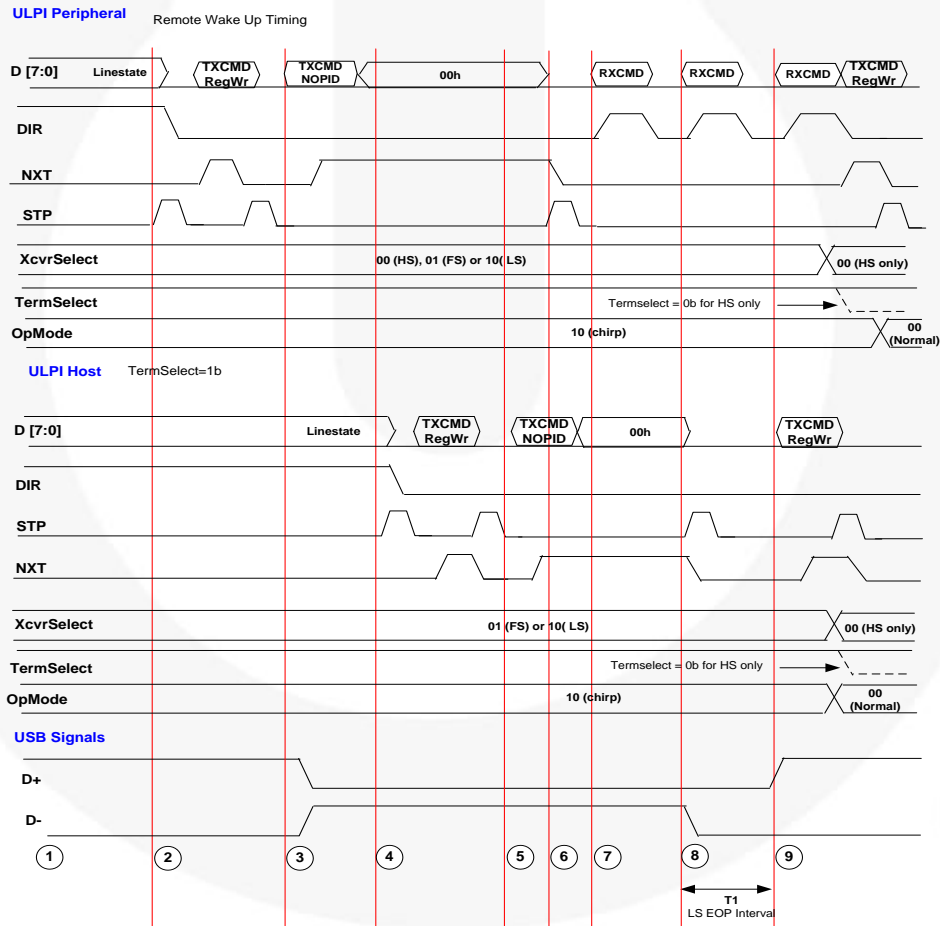 ULPI Peripheral
Remote Wake Up Timing
D [7:0]
Linestate
TXCMD
RegWr
TXCMD
NOPID
00h
RXCMD
RXCMD
RXCMD
TXCMD
RegWr
DIR
NXT
STP
XcvrSelect
00 (HS), 01 (FS) or 10( LS)
00 (HS only)
TermSelect
Termselect = 0b for HS only
OpMode
10 (chirp)
00
(Normal)
ULPI Host
TermSelect=1b
D [7:0]
Linestate
TXCMD
RegWr
TXCMD
NOPID
00h
TXCMD
RegWr
DIR
STP
NXT
XcvrSelect
01 (FS) or 10( LS)
00 (HS only)
TermSelect
Termselect = 0b for HS only
OpMode
10 (chirp)
00
(Normal)
USB Signals
D+
D-
1
2
3
4
5
6
7
8
9
T1
LS EOP Interval